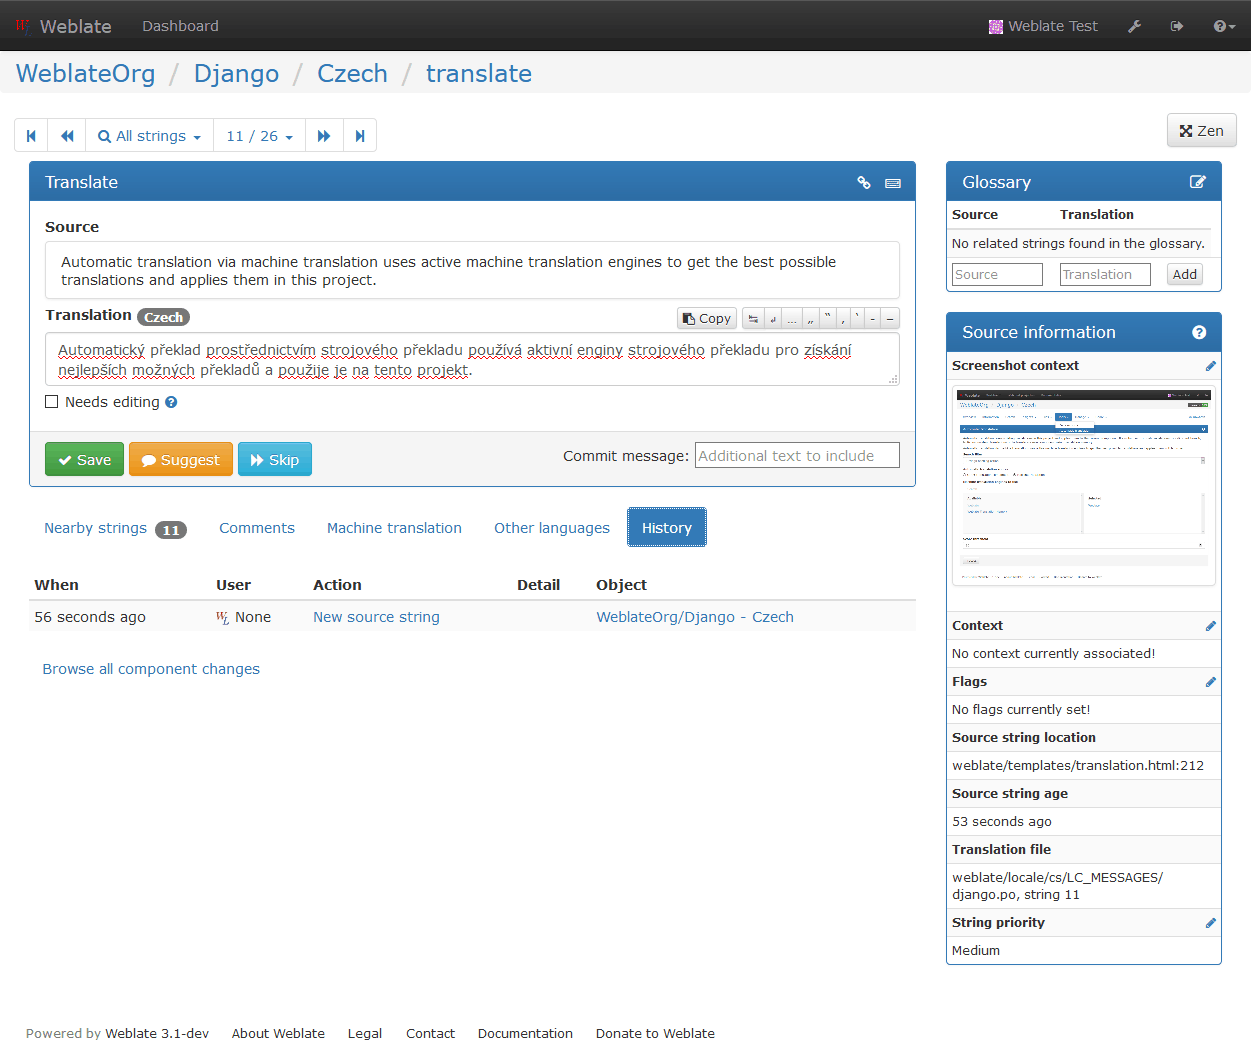 Weblate Dashboard Weblate Test
WeblateOrg / Django / Czech / translate
All strings 11 / 26 Zen
Translate
Source
Automatic translation via machine translation uses active machine translation engines to get the best possible
translations and applies them in this project.
Translation Czech Copy … „ “ ‚ ‘ - –
Automatický překlad prostřednictvím strojového překladu používá aktivní enginy strojového překladu pro získání
nejlepších možných překladů a použije je na tento projekt.
Needs editing
Save Suggest Skip Commit message: Additional text to include
Nearby strings 11 Comments Machine translation Other languages History
When User Action Detail Object
56 seconds ago None New source string WeblateOrg/Django - Czech
Browse all component changes
Glossary
Source Translation
No related strings found in the glossary.
Source Translation Add
Source information
Screenshot context
Context
No context currently associated!
Flags
No flags currently set!
Source string location
weblate/templates/translation.html:212
Source string age
53 seconds ago
Translation file
weblate/locale/cs/LC_MESSAGES/
django.po, string 11
String priority
Medium
Powered by Weblate 3.1-dev About Weblate Legal Contact Documentation Donate to Weblate